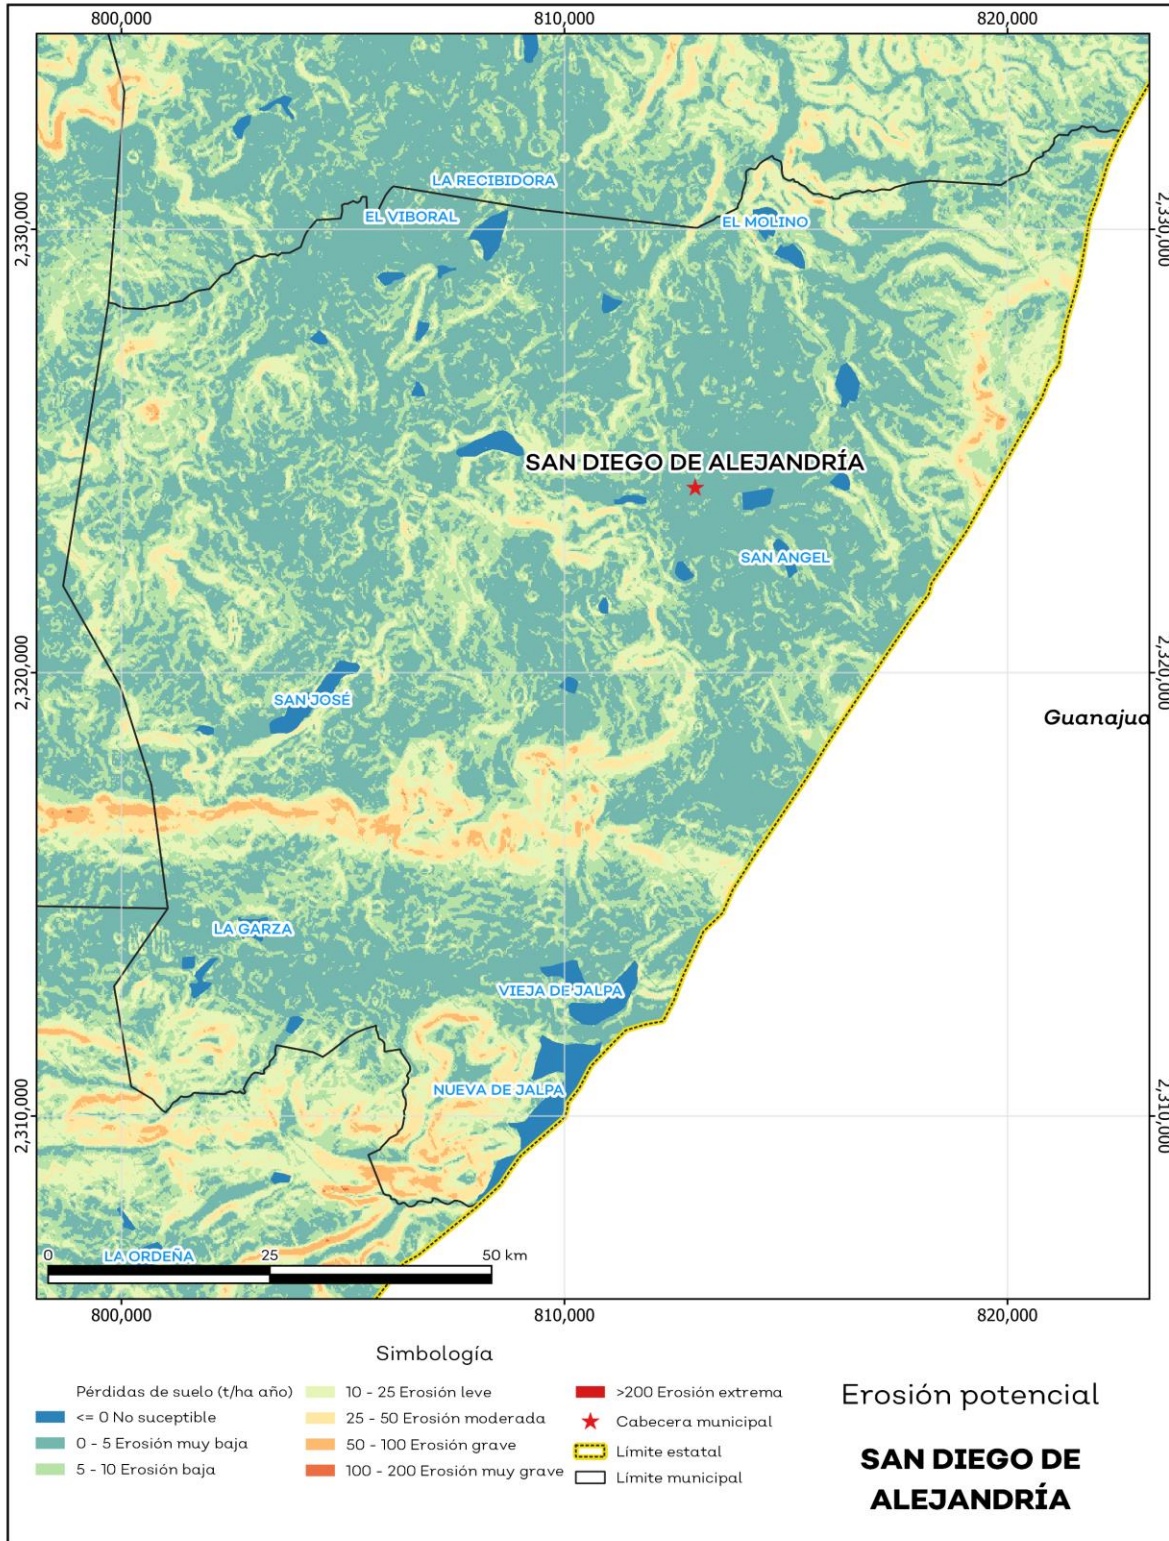 800,000
810,000
820,000
2,330,000
2,330,000
LA RECIBIDORA
EL VIBORAL
EL MOLINO
SAN DIEGO DE ALEJANDRÍA
SAN ANGEL
2,320,000
2,320,000
SAN JOSÉ
Guanajua
LA GARZA
VIEJA DE JALPA
NUEVA DE JALPA
2,310,000
2,310,000
LA ORDEÑA
0
25
50 km
800,000
810,000
820,000
Simbología
Pérdidas de suelo (t/ha año)
<= 0 No suceptible
0 - 5 Erosión muy baja
5 - 10 Erosión baja
10 - 25 Erosión leve
25 - 50 Erosión moderada
50 - 100 Erosión grave
100 - 200 Erosión muy grave
>200 Erosión extrema
Cabecera municipal
Límite estatal
Límite municipal
Erosión potencial
SAN DIEGO DE
ALEJANDRÍA